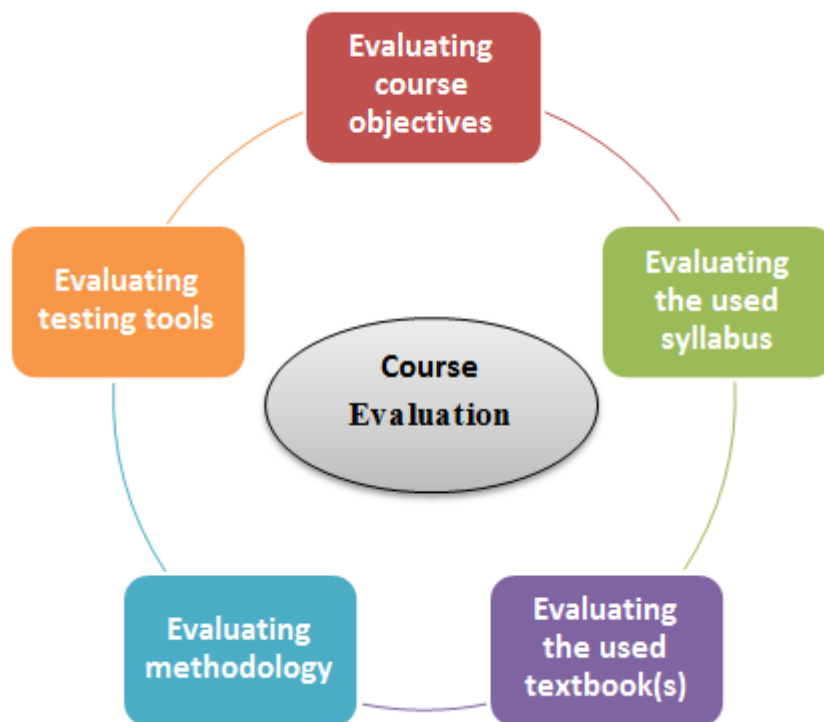 Evaluating
course
objectives
Evaluating
the used
syllabus
Evaluating
testing tools
Course
Evaluation
Evaluating
methodology
Evaluating
the used
textbook(s)